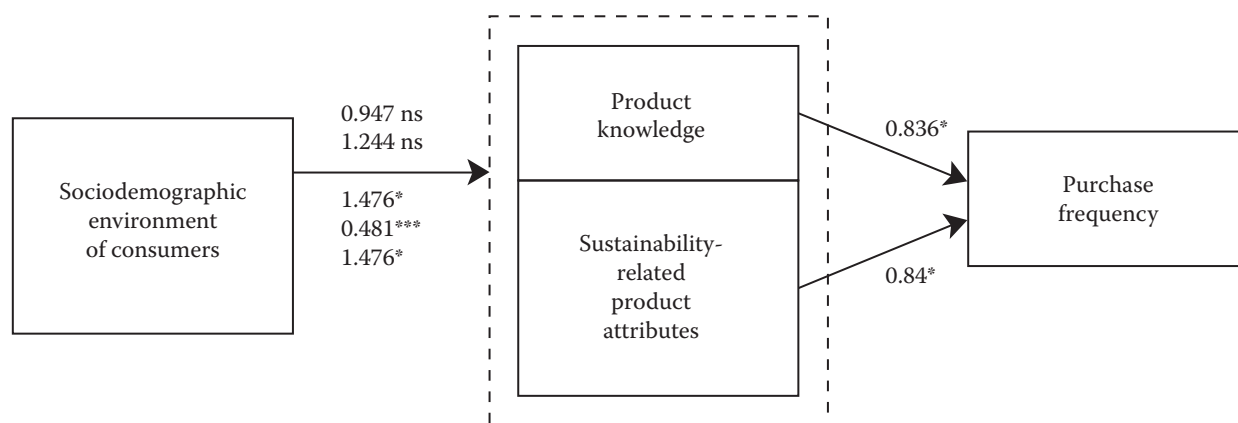 Sociodemographic
environment
of consumers
0.947 ns
1.244 ns
1.476*
0.481***
1.476*
Product
knowledge
Sustainability-
related
product
attributes
0.836*
0.84*
Purchase
frequency